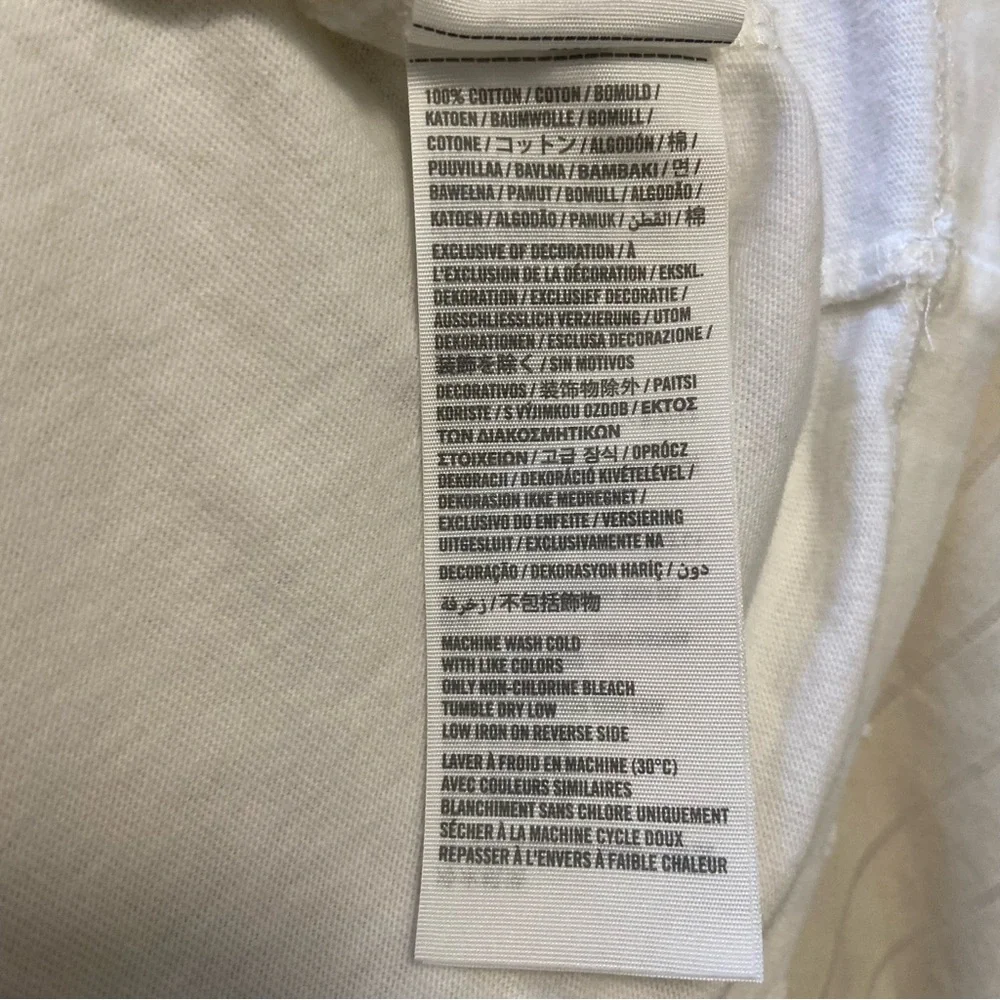 100% COTTON / COTON / BOMULD /
KATOEN / BAUMWOLLE / BOMULL /
COTONE / コットン / ALGODÓN / 棉 /
PUUVILLAA / BAVLNA / BAMBAKI / 면 /
BAWEŁNA / PAMUT / BOMULL / ALGODÃO /
KATOEN / ALGODÃO / PAMUK / القطن / 棉
EXCLUSIVE OF DECORATION / À
L'EXCLUSION DE LA DÉCORATION / EKSKL.
DEKORATION / EXCLUSIEF DECORATIE /
AUSSCHLIESSLICH VERZIERUNG / UTOM
DEKORATIONEN / ESCLUSA DECORAZIONE /
装飾を除く / SIN MOTIVOS
DECORATIVOS / 装饰物除外 / PAITSI
KORISTE / S VÝJIMKOU OZDOB / ΕΚΤΟΣ
ΤΩΝ ΔΙΑΚΟΣΜΗΤΙΚΩΝ
ΣΤΟΙΧΕΙΩΝ / 고급 장식 / OPRÓCZ
DEKORACJI / DEKORÁCIÓ KIVÉTELÉVEL /
DEKORASJON IKKE MEDREGNET /
EXCLUSIVO DO ENFEITE / VERSIERING
UITGESLUIT / EXCLUSIVAMENTE NA
DECORAÇÃO / DEKORASYON HARİÇ / دون
زخرفة / 不包括飾物
MACHINE WASH COLD
WITH LIKE COLORS
ONLY NON-CHLORINE BLEACH
TUMBLE DRY LOW
LOW IRON ON REVERSE SIDE
LAVER À FROID EN MACHINE (30°C)
AVEC COULEURS SIMILAIRES
BLANCHIMENT SANS CHLORE UNIQUEMENT
SÉCHER À LA MACHINE CYCLE DOUX
REPASSER À L'ENVERS À FAIBLE CHALEUR